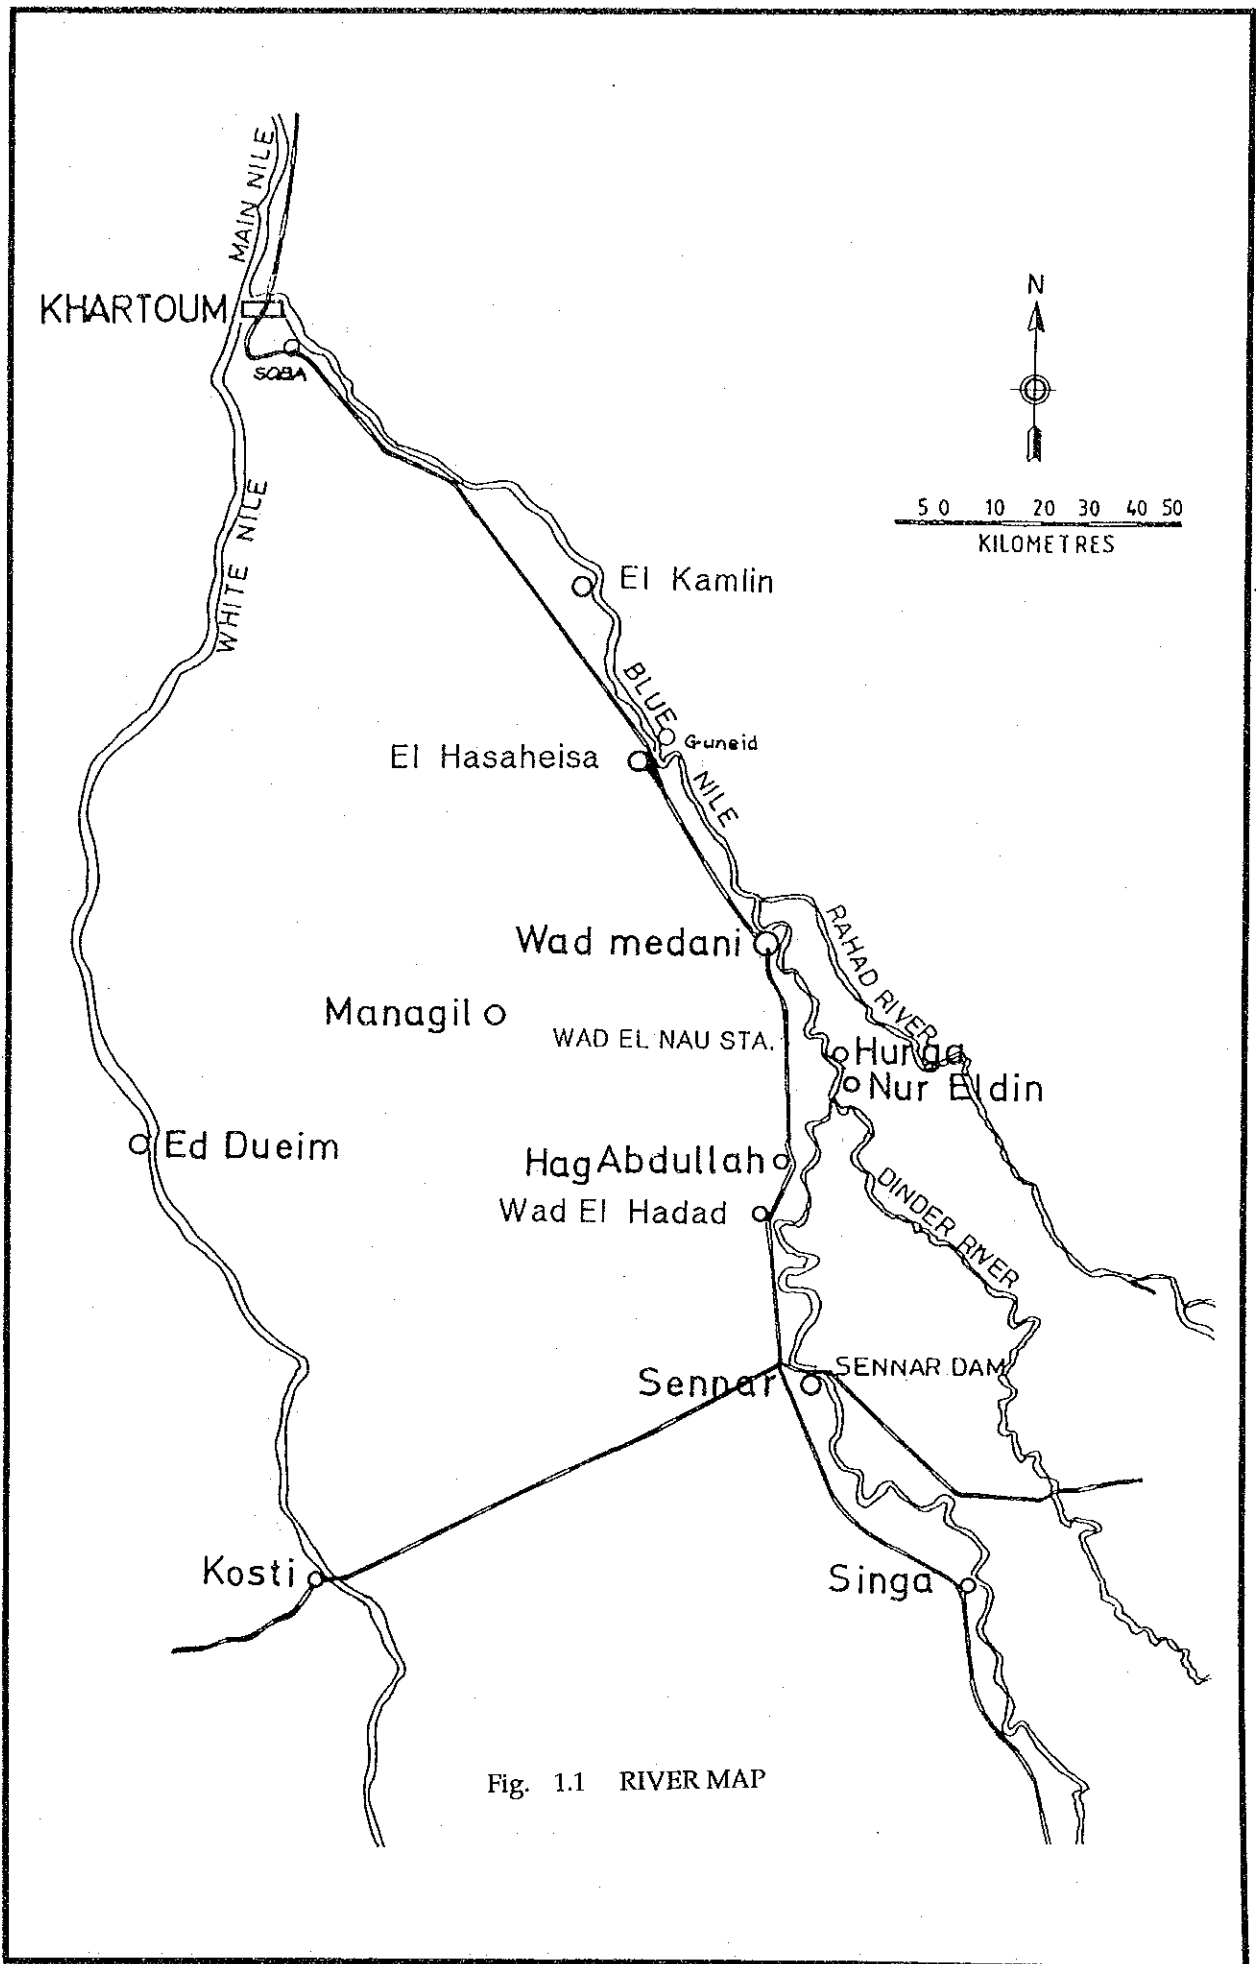 MAIN NILE
KHARTOUM
SOBA
N
5 0 10 20 30 40 50
KILOMETRES
WHITE NILE
El Kamlin
BLUE NILE
Guneid
El Hasaheisa
RAHAD RIVER
Wad medani
Managil
WAD EL NAU STA.
Hurga
Nur Eldin
Ed Dueim
Hag Abdullah
DINDER RIVER
Wad El Hadad
SENNAR DAM
Sennar
Kosti
Singa
Fig. 1.1 RIVER MAP